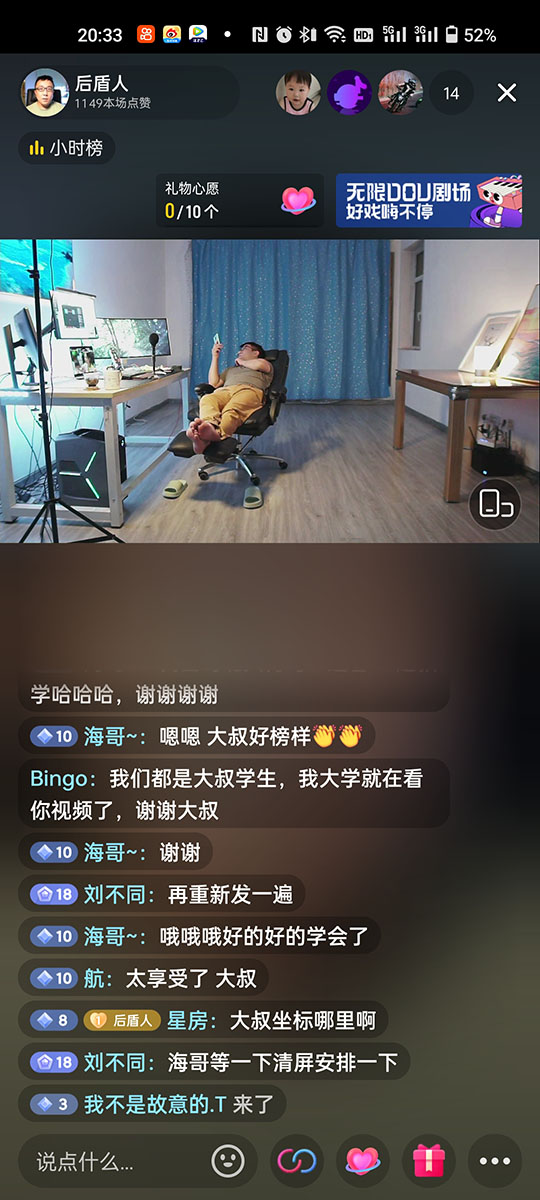 20:33
HD
5G
3G
52%
后盾人
1149本场点赞
14
小时榜
礼物心愿
0/10个
无限DOU剧场
好戏嗨不停
学哈哈哈，谢谢谢谢
10 海哥~： 嗯嗯 大叔好榜样👏👏
Bingo： 我们都是大叔学生，我大学就在看
你视频了，谢谢大叔
10 海哥~： 谢谢
18 刘不同： 再重新发一遍
10 海哥~： 哦哦哦好的好的学会了
10 航： 太享受了 大叔
8 1 后盾人 星房： 大叔坐标哪里啊
18 刘不同： 海哥等一下清屏安排一下
3 我不是故意的.T 来了
说点什么...